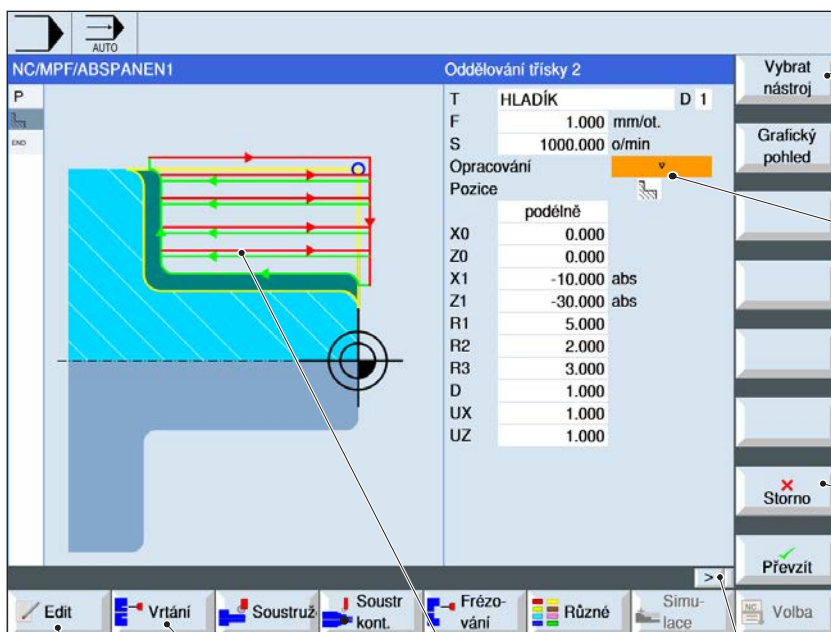 AUTO
NC/MPF/ABSPANEN1
Oddělování třísky 2
P
END
T HLADÍK D 1
F 1.000 mm/ot.
S 1000.000 o/min
Opracování ▿
Pozice
podélně
X0 0.000
Z0 0.000
X1 -10.000 abs
Z1 -30.000 abs
R1 5.000
R2 2.000
R3 3.000
D 1.000
UX 1.000
UZ 1.000
Vybrat
nástroj
Grafický
pohled
Storno
Převzít
>
Edit
Vrtání
Soustruž
Soustr
kont.
Frézo-
vání
Různé
Simu-
lace
NC
Volba